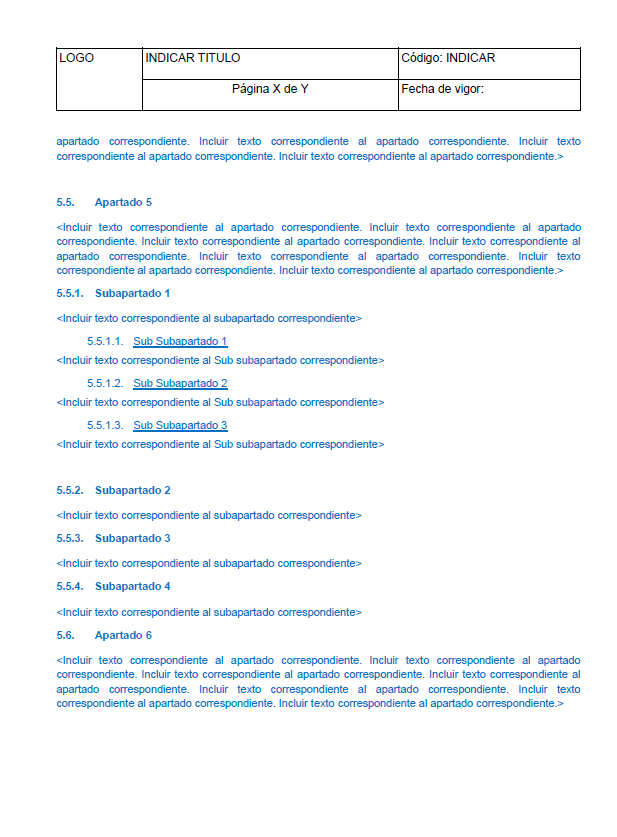 LOGO
INDICAR TITULO
Código: INDICAR
Página X de Y
Fecha de vigor:
apartado correspondiente. Incluir texto correspondiente al apartado correspondiente. Incluir texto
correspondiente al apartado correspondiente. Incluir texto correspondiente al apartado correspondiente.>
5.5. Apartado 5
<Incluir texto correspondiente al apartado correspondiente. Incluir texto correspondiente al apartado
correspondiente. Incluir texto correspondiente al apartado correspondiente. Incluir texto correspondiente al
apartado correspondiente. Incluir texto correspondiente al apartado correspondiente. Incluir texto
correspondiente al apartado correspondiente. Incluir texto correspondiente al apartado correspondiente.>
5.5.1. Subapartado 1
<Incluir texto correspondiente al subapartado correspondiente>
5.5.1.1. Sub Subapartado 1
<Incluir texto correspondiente al Sub subapartado correspondiente>
5.5.1.2. Sub Subapartado 2
<Incluir texto correspondiente al Sub subapartado correspondiente>
5.5.1.3. Sub Subapartado 3
<Incluir texto correspondiente al Sub subapartado correspondiente>
5.5.2. Subapartado 2
<Incluir texto correspondiente al subapartado correspondiente>
5.5.3. Subapartado 3
<Incluir texto correspondiente al subapartado correspondiente>
5.5.4. Subapartado 4
<Incluir texto correspondiente al subapartado correspondiente>
5.6. Apartado 6
<Incluir texto correspondiente al apartado correspondiente. Incluir texto correspondiente al apartado
correspondiente. Incluir texto correspondiente al apartado correspondiente. Incluir texto correspondiente al
apartado correspondiente. Incluir texto correspondiente al apartado correspondiente. Incluir texto
correspondiente al apartado correspondiente. Incluir texto correspondiente al apartado correspondiente.>